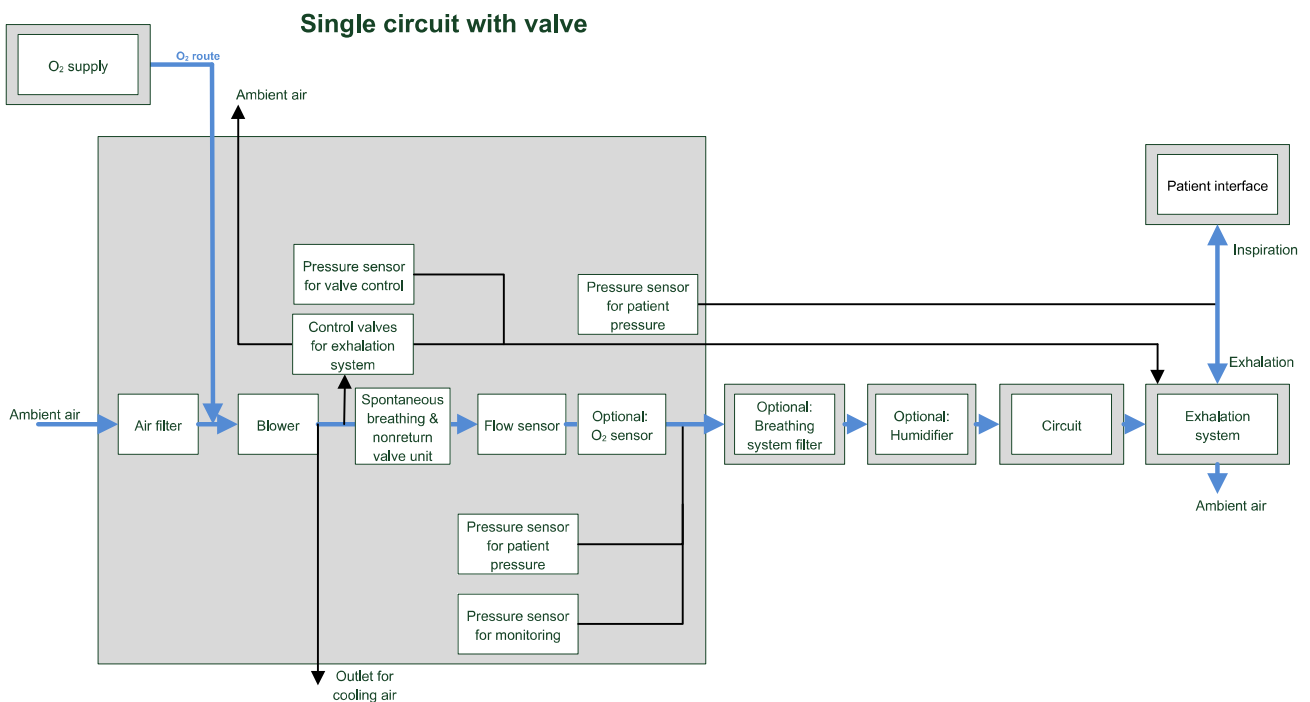 Single circuit with valve
O₂ supply
O₂ route
Ambient air
Patient interface
Inspiration
Pressure sensor
for valve control
Pressure sensor
for patient
pressure
Control valves
for exhalation
system
Exhalation
Ambient air
Air filter
Blower
Spontaneous
breathing &
nonreturn
valve unit
Flow sensor
Optional:
O₂ sensor
Optional:
Breathing
system filter
Optional:
Humidifier
Circuit
Exhalation
system
Ambient air
Pressure sensor
for patient
pressure
Pressure sensor
for monitoring
Outlet for
cooling air